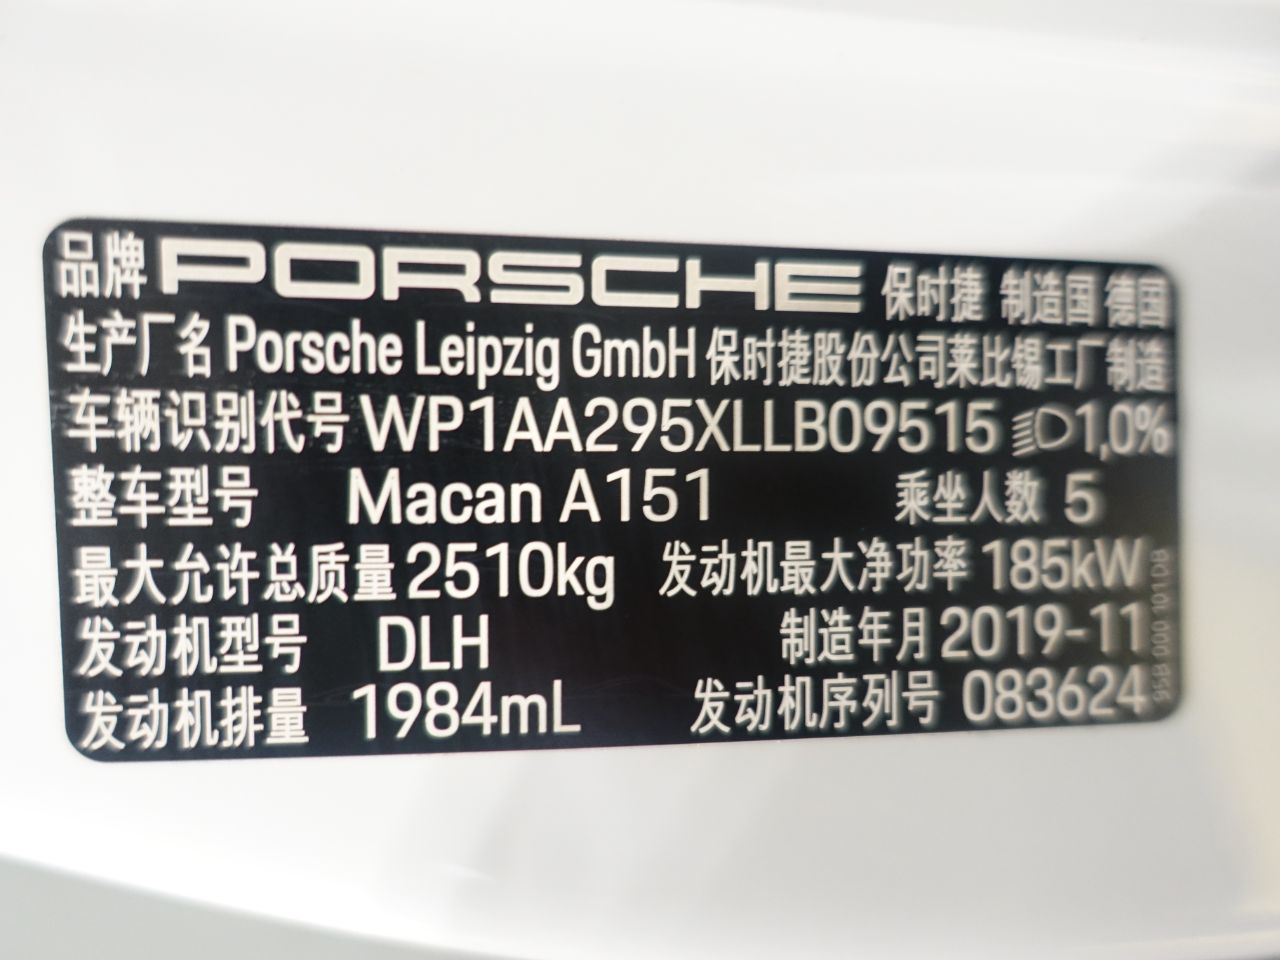 品牌 PORSCHE 保时捷 制造国 德国
生产厂名 Porsche Leipzig GmbH 保时捷股份公司莱比锡工厂制造
车辆识别代号 WP1AA295XLLB09515 1,0%
整车型号 Macan A151 乘坐人数 5
最大允许总质量 2510kg 发动机最大净功率 185kW
发动机型号 DLH 制造年月 2019-11
发动机排量 1984mL 发动机序列号 083624
95B 000 101 DB